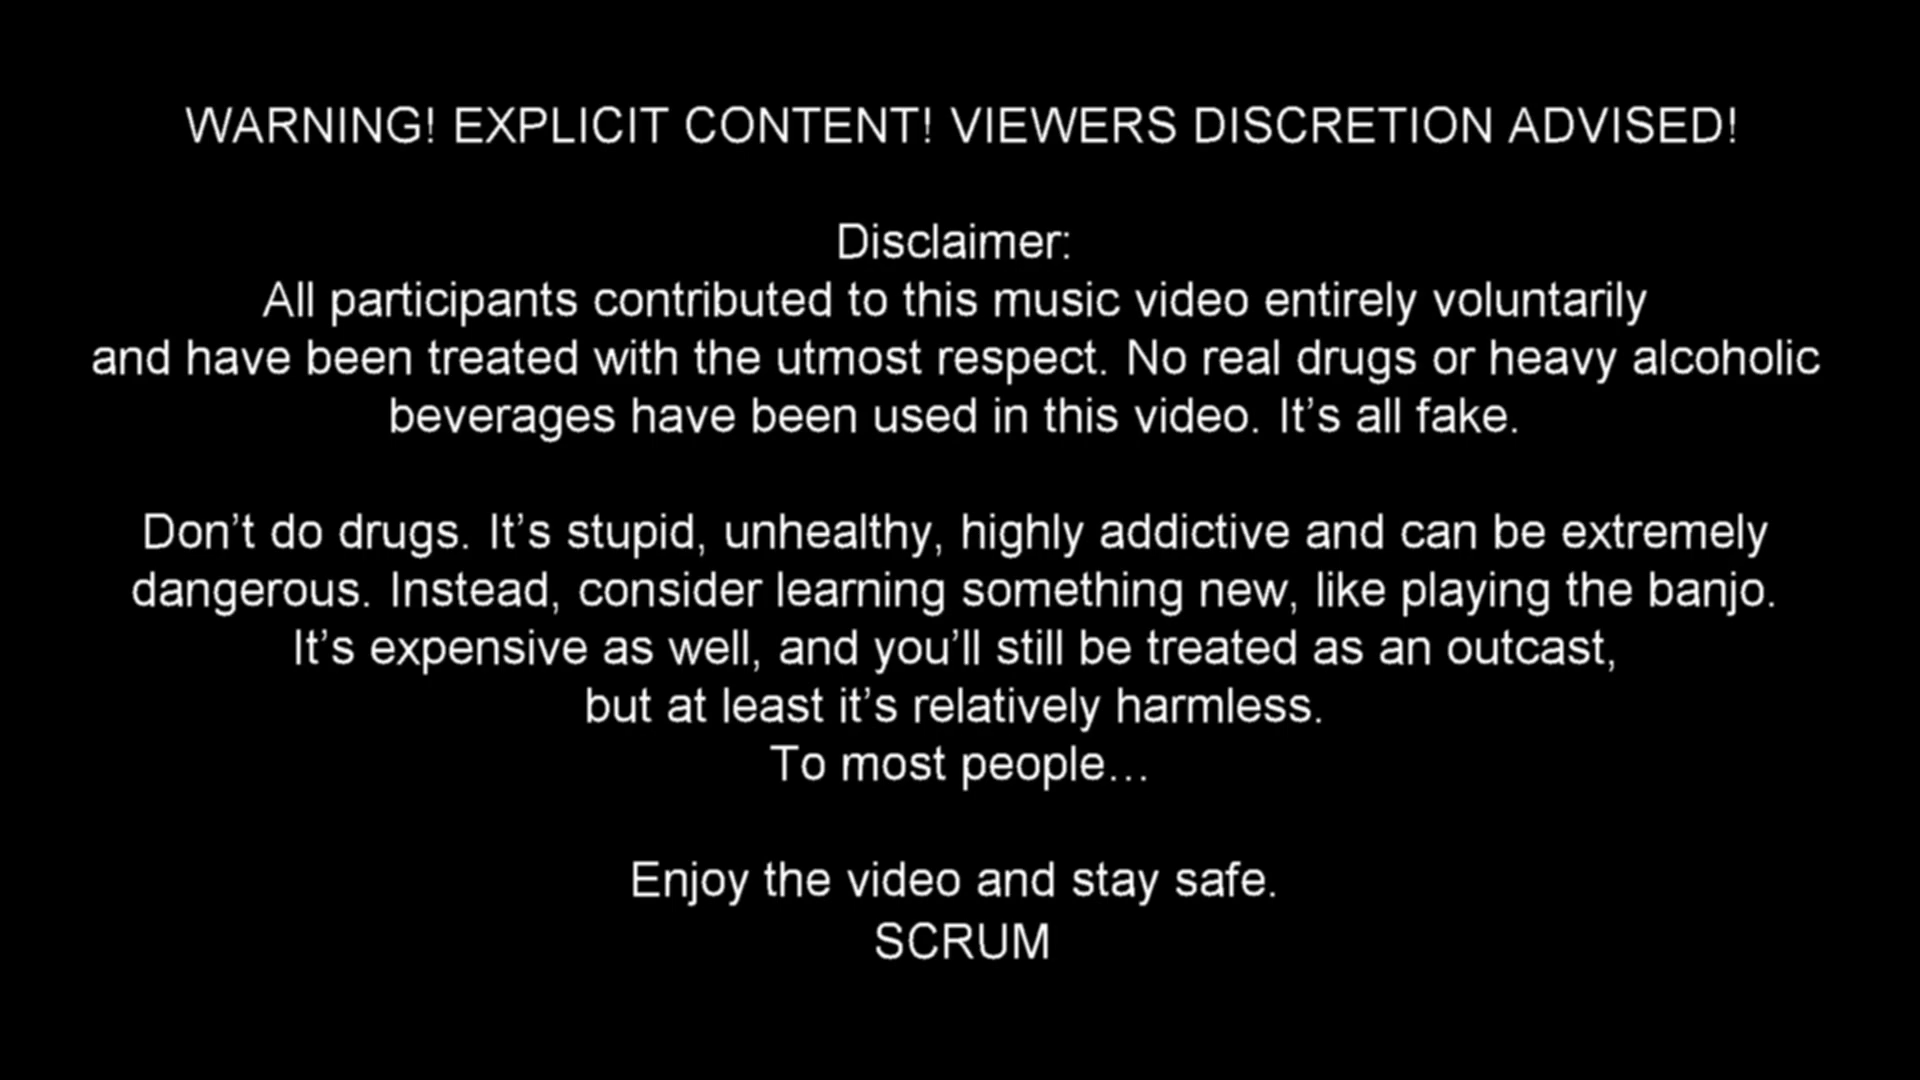 WARNING! EXPLICIT CONTENT! VIEWERS DISCRETION ADVISED!
Disclaimer:
All participants contributed to this music video entirely voluntarily
and have been treated with the utmost respect. No real drugs or heavy alcoholic
beverages have been used in this video. It’s all fake.
Don’t do drugs. It’s stupid, unhealthy, highly addictive and can be extremely
dangerous. Instead, consider learning something new, like playing the banjo.
It’s expensive as well, and you’ll still be treated as an outcast,
but at least it’s relatively harmless.
To most people…
Enjoy the video and stay safe.
SCRUM